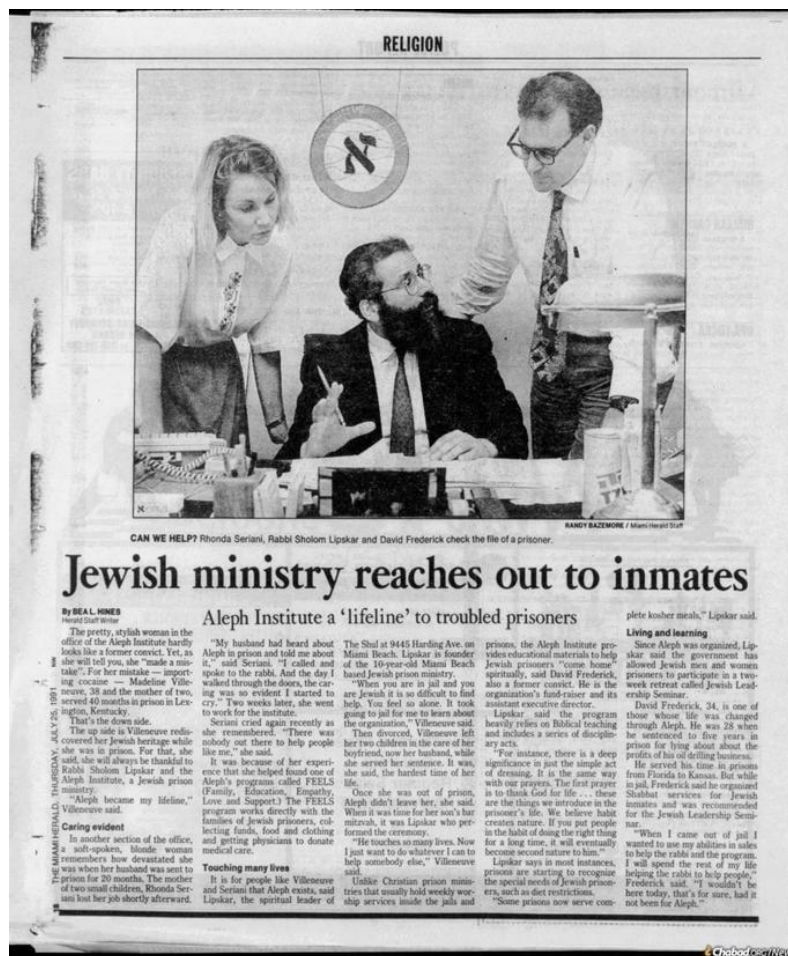 RELIGION
א
RANDY BAZEMORE / Miami Herald Staff
CAN WE HELP? Rhonda Seriani, Rabbi Sholom Lipskar and David Frederick check the file of a prisoner.
Jewish ministry reaches out to inmates
By BEA L. HINES
Herald Staff Writer
The pretty, stylish woman in the
office of the Aleph Institute hardly
looks like a former convict. Yet, as
she will tell you, she “made a mis-
take”. For her mistake — import-
ing cocaine — Madeline Ville-
neuve, 38 and the mother of two,
served 40 months in prison in Lex-
ington, Kentucky.
That's the down side.
The up side is Villeneuve redis-
covered her Jewish heritage while
she was in prison. For that, she
said, she will always be thankful to
Rabbi Sholom Lipskar and the
Aleph Institute, a Jewish prison
ministry.
“Aleph became my lifeline,”
Villeneuve said.
Caring evident
In another section of the office,
a soft-spoken, blonde woman
remembers how devastated she
was when her husband was sent to
prison for 20 months. The mother
of two small children, Rhonda Ser-
iani lost her job shortly afterward.
Aleph Institute a ‘lifeline’ to troubled prisoners
“My husband had heard about
Aleph in prison and told me about
it,” said Seriani. “I called and
spoke to the rabbi. And the day I
walked through the doors, the car-
ing was so evident I started to
cry.” Two weeks later, she went
to work for the institute.
Seriani cried again recently as
she remembered. “There was
nobody out there to help people
like me,” she said.
It was because of her experi-
ence that she helped found one of
Aleph's programs called FEELS
(Family, Education, Empathy,
Love and Support.) The FEELS
program works directly with the
families of Jewish prisoners, col-
lecting funds, food and clothing
and getting physicians to donate
medical care.
Touching many lives
It is for people like Villeneuve
and Seriani that Aleph exists, said
Lipskar, the spiritual leader of
The Shul at 9445 Harding Ave. on
Miami Beach. Lipskar is founder
of the 10-year-old Miami Beach
based Jewish prison ministry.
“When you are in jail and you
are Jewish it is so difficult to find
help. You feel so alone. It took
going to jail for me to learn about
the organization,” Villeneuve said.
Then divorced, Villeneuve left
her two children in the care of her
boyfriend, now her husband, while
she served her sentence. It was,
she said, the hardest time of her
life.
Once she was out of prison,
Aleph didn't leave her, she said.
When it was time for her son's bar
mitzvah, it was Lipskar who per-
formed the ceremony.
“He touches so many lives. Now
I just want to do whatever I can to
help somebody else,” Villeneuve
said.
Unlike Christian prison minis-
tries that usually hold weekly wor-
ship services inside the jails and
prisons, the Aleph Institute pro-
vides educational materials to help
Jewish prisoners “come home”
spiritually, said David Frederick,
also a former convict. He is the
organization's fund-raiser and its
assistant executive director.
Lipskar said the program
heavily relies on Biblical teaching
and includes a series of disciplin-
ary acts.
“For instance, there is a deep
significance in just the simple act
of dressing. It is the same way
with our prayers. The first prayer
is to thank God for life . . . these
are the things we introduce in the
prisoner's life. We believe habit
creates nature. If you put people
in the habit of doing the right thing
for a long time, it will eventually
become second nature to him.”
Lipskar says in most instances,
prisons are starting to recognize
the special needs of Jewish prison-
ers, such as diet restrictions.
“Some prisons now serve com-
plete kosher meals,” Lipskar said.
Living and learning
Since Aleph was organized, Lip-
skar said the government has
allowed Jewish men and women
prisoners to participate in a two-
week retreat called Jewish Lead-
ership Seminar.
David Frederick, 34, is one of
those whose life was changed
through Aleph. He was 28 when
he sentenced to five years in
prison for lying about about the
profits of his oil drilling business.
He served his time in prisons
from Florida to Kansas. But while
in jail, Frederick said he organized
Shabbat services for Jewish
inmates and was recommended
for the Jewish Leadership Semi-
nar.
“When I came out of jail I
wanted to use my abilities in sales
to help the rabbi and the program.
I will spend the rest of my life
helping the rabbi to help people,”
Frederick said. “I wouldn't be
here today, that's for sure, had it
not been for Aleph.”
THE MIAMI HERALD, THURSDAY, JULY 25, 1991
Chabad.ORG/New